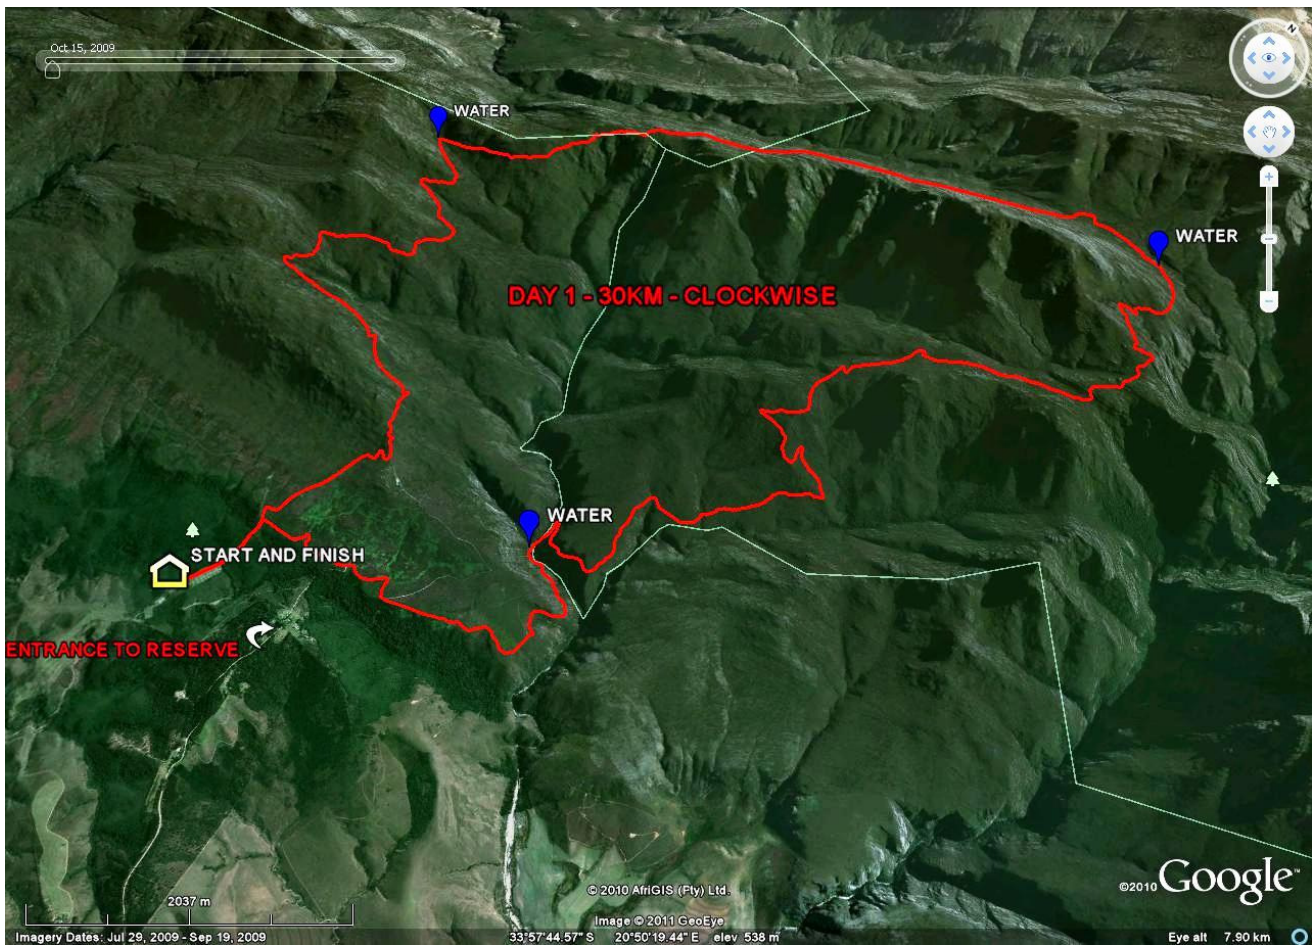 Oct 15, 2009
N
WATER
WATER
DAY 1 - 30KM - CLOCKWISE
WATER
START AND FINISH
ENTRANCE TO RESERVE
2037 m
© 2010 AfriGIS (Pty) Ltd.
Image © 2011 GeoEye
©2010 Google™
Imagery Dates: Jul 29, 2009 - Sep 19, 2009
33°57'44.57" S 20°50'19.44" E elev 538 m
Eye alt 7.90 km